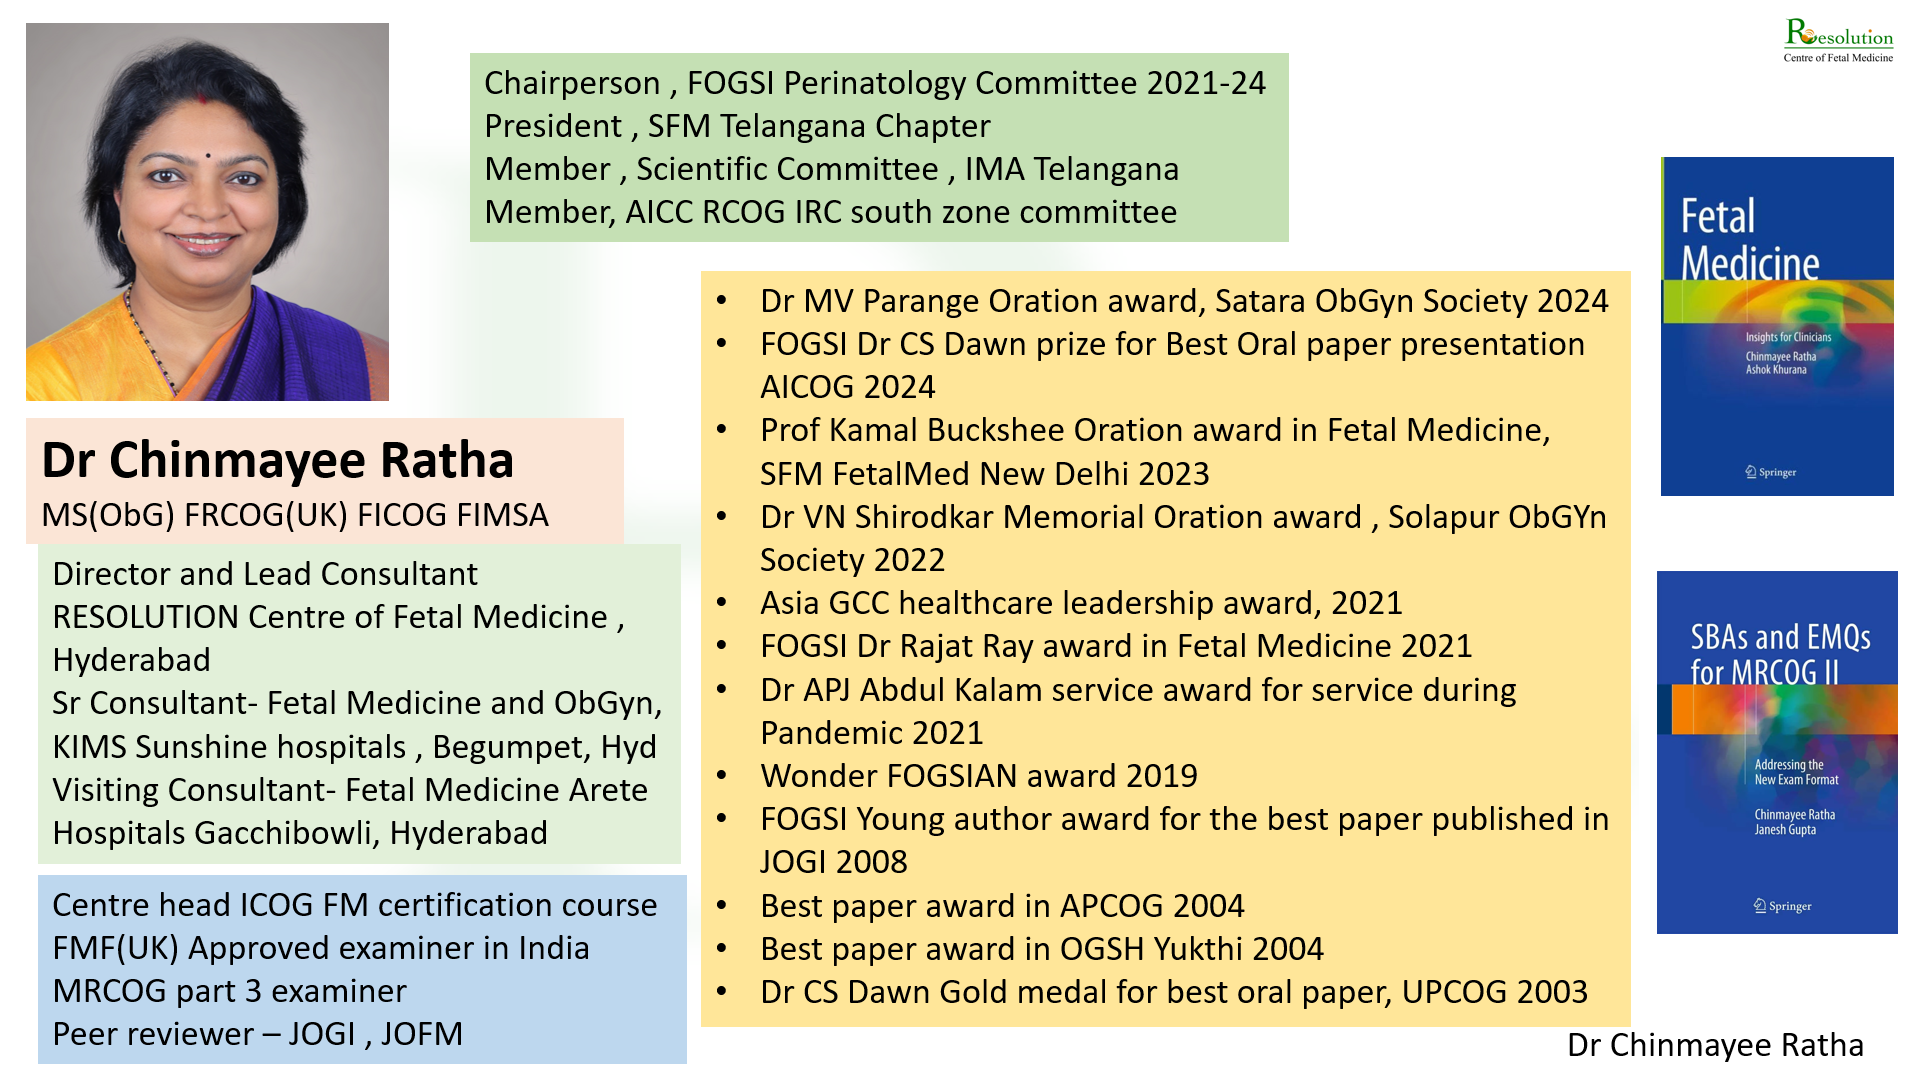 Resolution
Centre of Fetal Medicine
Chairperson , FOGSI Perinatology Committee 2021-24
President , SFM Telangana Chapter
Member , Scientific Committee , IMA Telangana
Member, AICC RCOG IRC south zone committee
Dr Chinmayee Ratha
MS(ObG) FRCOG(UK) FICOG FIMSA
Director and Lead Consultant
RESOLUTION Centre of Fetal Medicine ,
Hyderabad
Sr Consultant- Fetal Medicine and ObGyn,
KIMS Sunshine hospitals , Begumpet, Hyd
Visiting Consultant- Fetal Medicine Arete
Hospitals Gacchibowli, Hyderabad
Centre head ICOG FM certification course
FMF(UK) Approved examiner in India
MRCOG part 3 examiner
Peer reviewer – JOGI , JOFM
• Dr MV Parange Oration award, Satara ObGyn Society 2024
• FOGSI Dr CS Dawn prize for Best Oral paper presentation
AICOG 2024
• Prof Kamal Buckshee Oration award in Fetal Medicine,
SFM FetalMed New Delhi 2023
• Dr VN Shirodkar Memorial Oration award , Solapur ObGYn
Society 2022
• Asia GCC healthcare leadership award, 2021
• FOGSI Dr Rajat Ray award in Fetal Medicine 2021
• Dr APJ Abdul Kalam service award for service during
Pandemic 2021
• Wonder FOGSIAN award 2019
• FOGSI Young author award for the best paper published in
JOGI 2008
• Best paper award in APCOG 2004
• Best paper award in OGSH Yukthi 2004
• Dr CS Dawn Gold medal for best oral paper, UPCOG 2003
Fetal
Medicine
Insights for Clinicians
Chinmayee Ratha
Ashok Khurana
Springer
SBAs and EMQs
for MRCOG II
Addressing the
New Exam Format
Chinmayee Ratha
Janesh Gupta
Springer
Dr Chinmayee Ratha